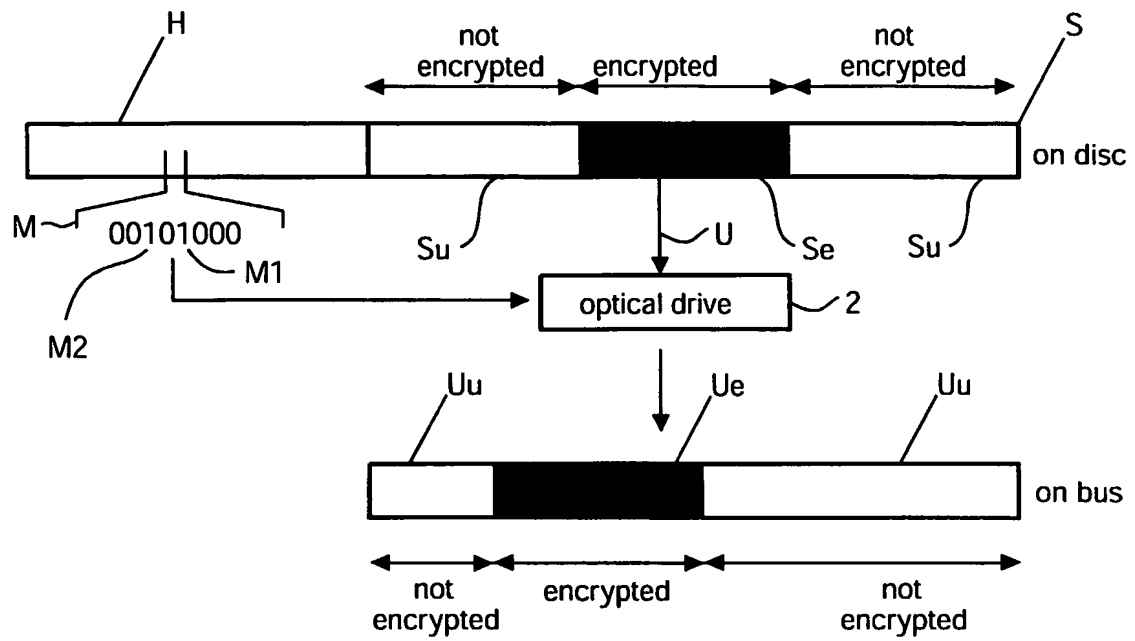 H
not encrypted
encrypted
not encrypted
S
on disc
M
00101000
M1
M2
Su
U
Se
Su
optical drive
2
Uu
Ue
Uu
on bus
not encrypted
encrypted
not encrypted